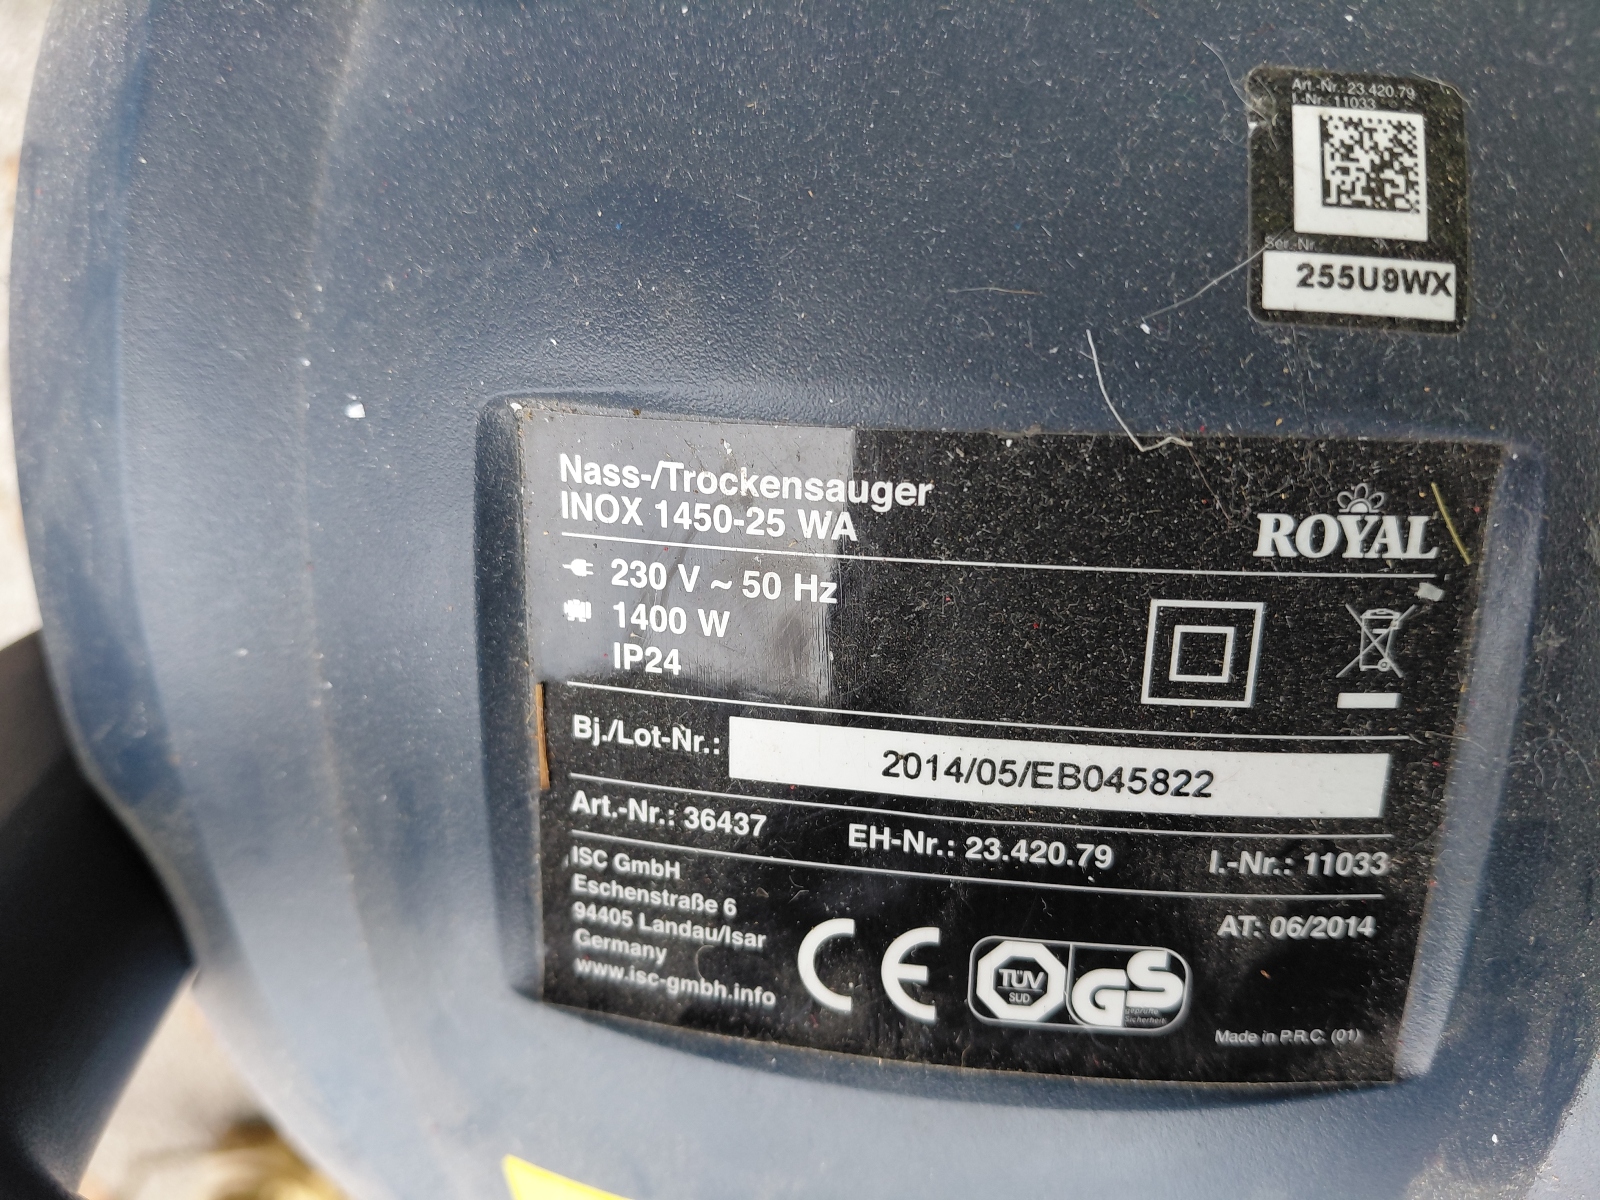 Art.-Nr.: 23.420.79
I.-Nr.: 11033
Ser.-Nr.
255U9WX
Nass-/Trockensauger
INOX 1450-25 WA
ROYAL
230 V ~ 50 Hz
1400 W
IP24
Bj./Lot-Nr.:
2014/05/EB045822
Art.-Nr.: 36437
EH-Nr.: 23.420.79
I.-Nr.: 11033
ISC GmbH
Eschenstraße 6
94405 Landau/Isar
Germany
www.isc-gmbh.info
AT: 06/2014
CE
TÜV
SÜD
GS
geprüfte
Sicherheit
Made in P.R.C. (01)